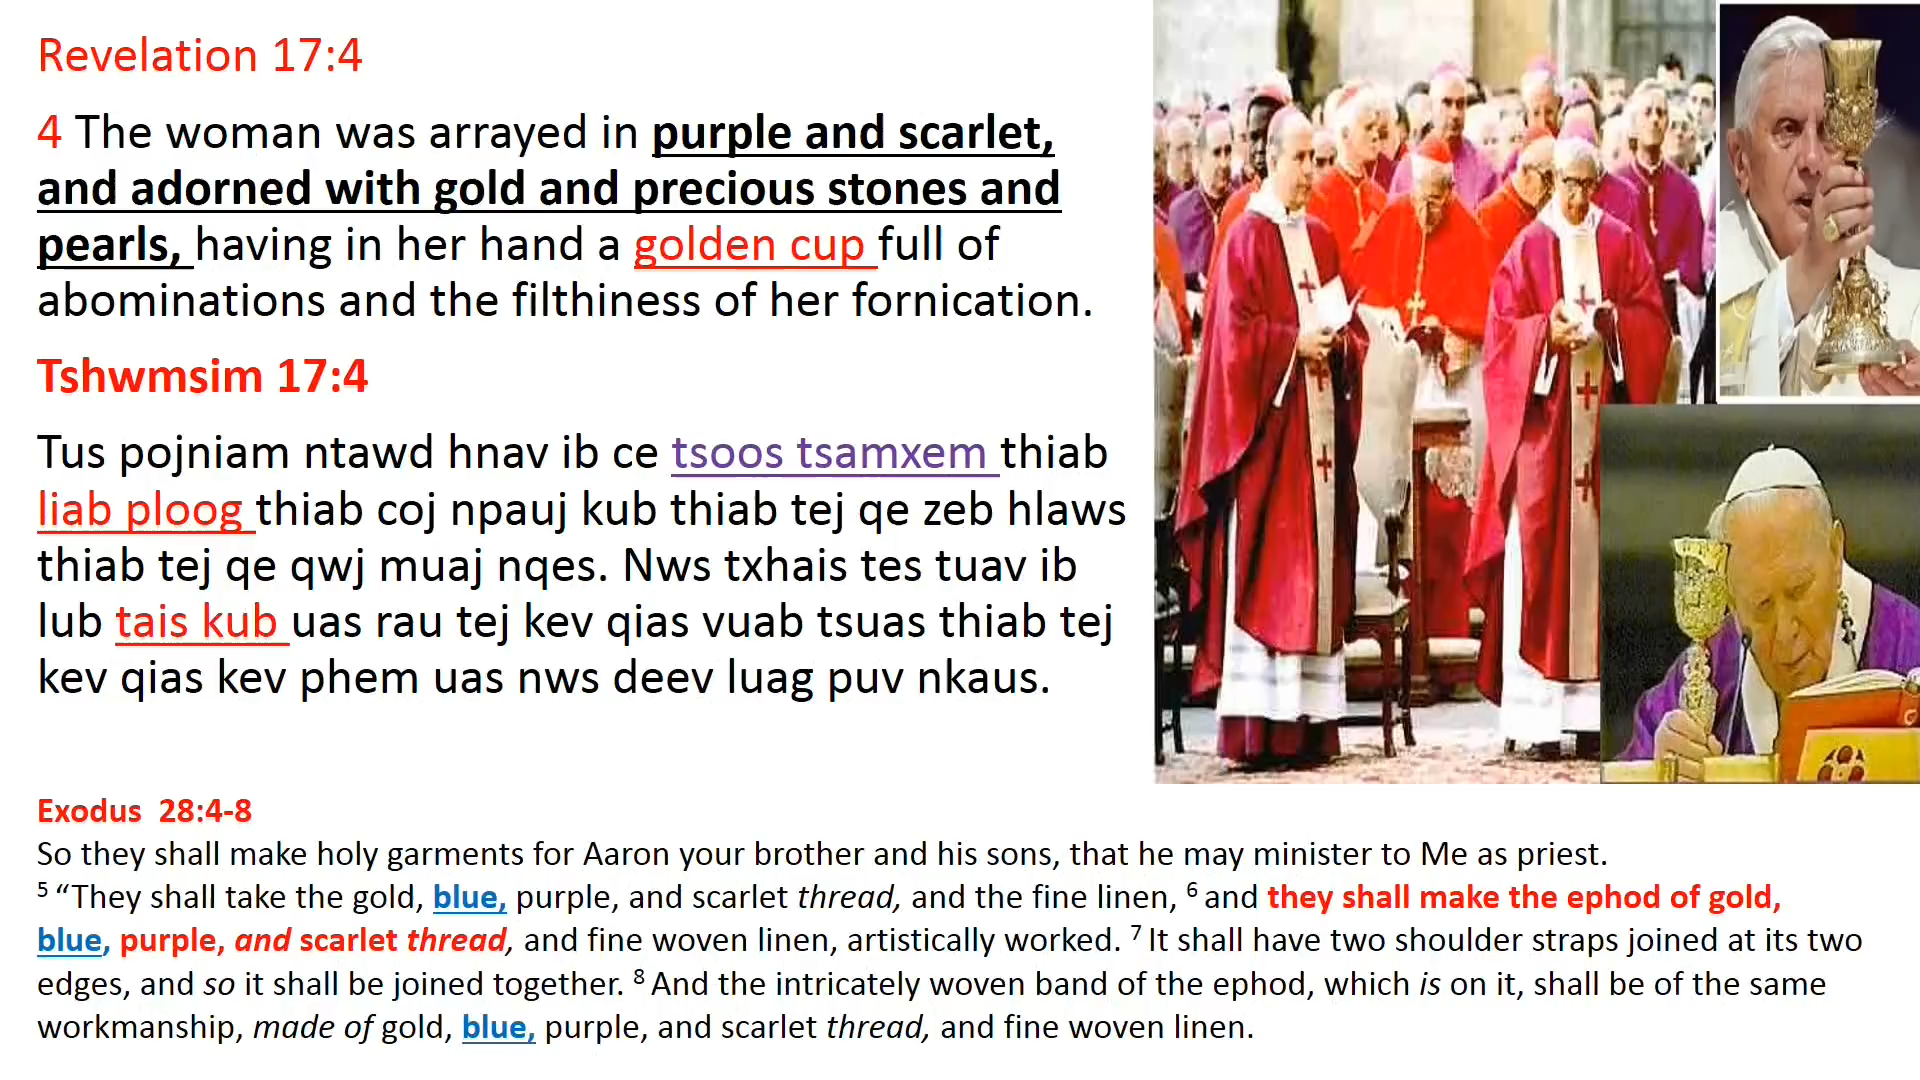 Revelation 17:4
4 The woman was arrayed in purple and scarlet,
and adorned with gold and precious stones and
pearls, having in her hand a golden cup full of
abominations and the filthiness of her fornication.
Tshwmsim 17:4
Tus pojniam ntawd hnav ib ce tsoos tsamxem thiab
liab ploog thiab coj npauj kub thiab tej qe zeb hlaws
thiab tej qe qwj muaj nqes. Nws txhais tes tuav ib
lub tais kub uas rau tej kev qias vuab tsuas thiab tej
kev qias kev phem uas nws deev luag puv nkaus.
Exodus 28:4-8
So they shall make holy garments for Aaron your brother and his sons, that he may minister to Me as priest.
5 “They shall take the gold, blue, purple, and scarlet thread, and the fine linen, 6 and they shall make the ephod of gold,
blue, purple, and scarlet thread, and fine woven linen, artistically worked. 7 It shall have two shoulder straps joined at its two
edges, and so it shall be joined together. 8 And the intricately woven band of the ephod, which is on it, shall be of the same
workmanship, made of gold, blue, purple, and scarlet thread, and fine woven linen.